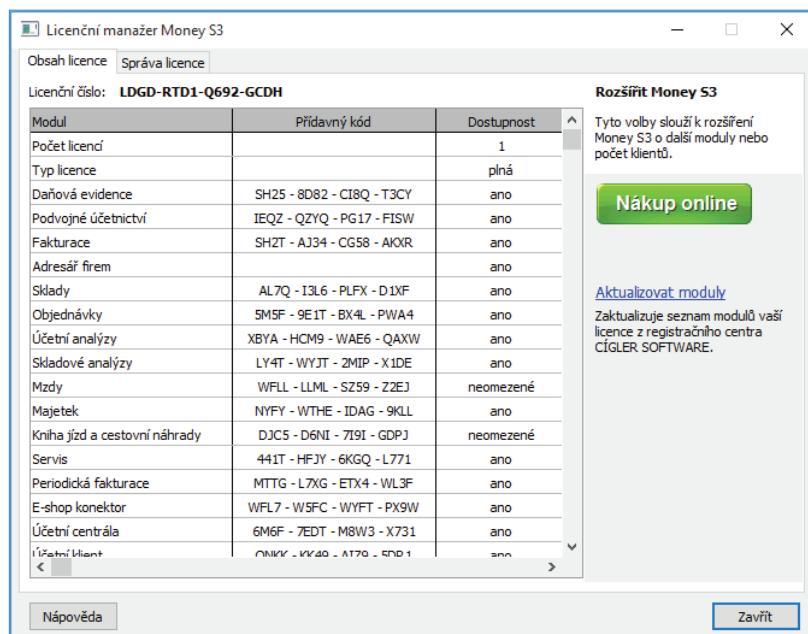 Licenční manažer Money S3
Obsah licence Správa licence
Licenční číslo: LDGD-RTD1-Q692-GCDH
Modul Přídavný kód Dostupnost
Počet licencí 1
Typ licence plná
Daňová evidence SH25 - 8D82 - CI8Q - T3CY ano
Podvojné účetnictví IEQZ - QZYQ - PG17 - FISW ano
Fakturace SH2T - AJ34 - CG58 - AKXR ano
Adresář firem ano
Sklady AL7Q - I3L6 - PLFX - D1XF ano
Objednávky 5M5F - 9E1T - BX4L - PWA4 ano
Účetní analýzy XBYA - HCM9 - WAE6 - QAXW ano
Skladové analýzy LY4T - WYJT - 2MIP - X1DE ano
Mzdy WFLL - LLML - SZ59 - Z2EJ neomezené
Majetek NYFY - WTHE - IDAG - 9KLL ano
Kniha jízd a cestovní náhrady DJC5 - D6NI - 7I9I - GDPJ neomezené
Servis 441T - HFJY - 6KGQ - L771 ano
Periodická fakturace MTTG - L7XG - ETX4 - WL3F ano
E-shop konektor WFL7 - W5FC - WYFT - PX9W ano
Účetní centrála 6M6F - 7EDT - M8W3 - X731 ano
Účetní klient ano
Rozšířit Money S3
Tyto volby slouží k rozšíření
Money S3 o další moduly nebo
počet klientů.
Nákup online
Aktualizovat moduly
Zaktualizuje seznam modulů vaší
licence z registračního centra
CÍGLER SOFTWARE.
Nápověda Zavřít